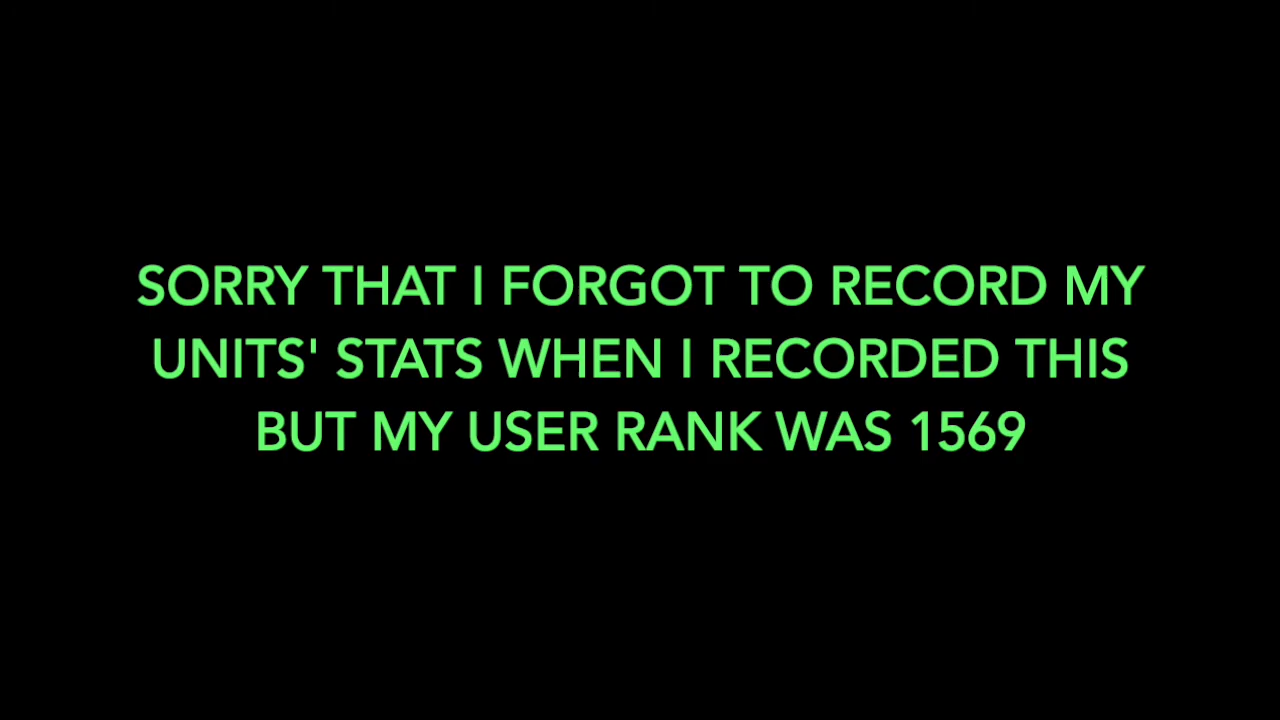 SORRY THAT I FORGOT TO RECORD MY
UNITS' STATS WHEN I RECORDED THIS
BUT MY USER RANK WAS 1569